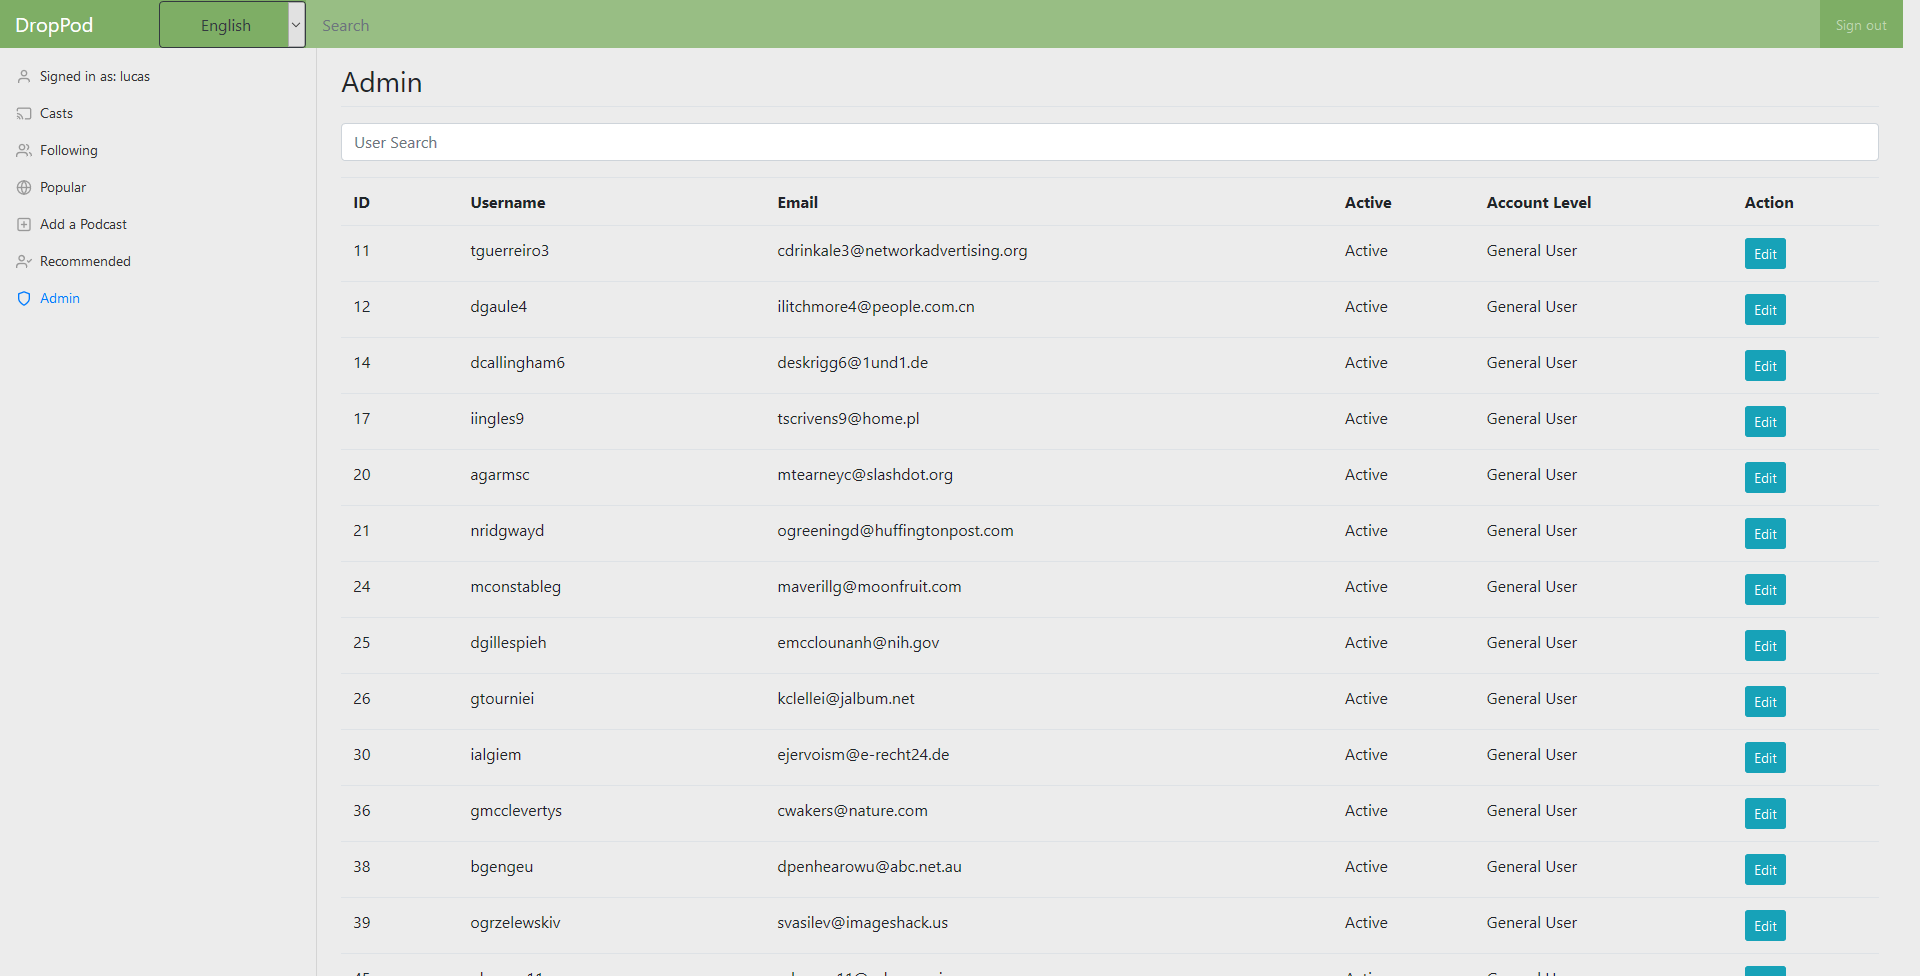 DropPod English Search Sign out
Signed in as: lucas
Casts
Following
Popular
Add a Podcast
Recommended
Admin
Admin
User Search
ID Username Email Active Account Level Action
11 tguerreiro3 cdrinkale3@networkadvertising.org Active General User Edit
12 dgaule4 ilitchmore4@people.com.cn Active General User Edit
14 dcallingham6 deskrigg6@1und1.de Active General User Edit
17 iingles9 tscrivens9@home.pl Active General User Edit
20 agarmsc mtearneyc@slashdot.org Active General User Edit
21 nridgwayd ogreeningd@huffingtonpost.com Active General User Edit
24 mconstableg maverillg@moonfruit.com Active General User Edit
25 dgillespieh emcclounanh@nih.gov Active General User Edit
26 gtourniei kclellei@jalbum.net Active General User Edit
30 ialgiem ejervoism@e-recht24.de Active General User Edit
36 gmcclevertys cwakers@nature.com Active General User Edit
38 bgengeu dpenhearowu@abc.net.au Active General User Edit
39 ogrzelewskiv svasilev@imageshack.us Active General User Edit